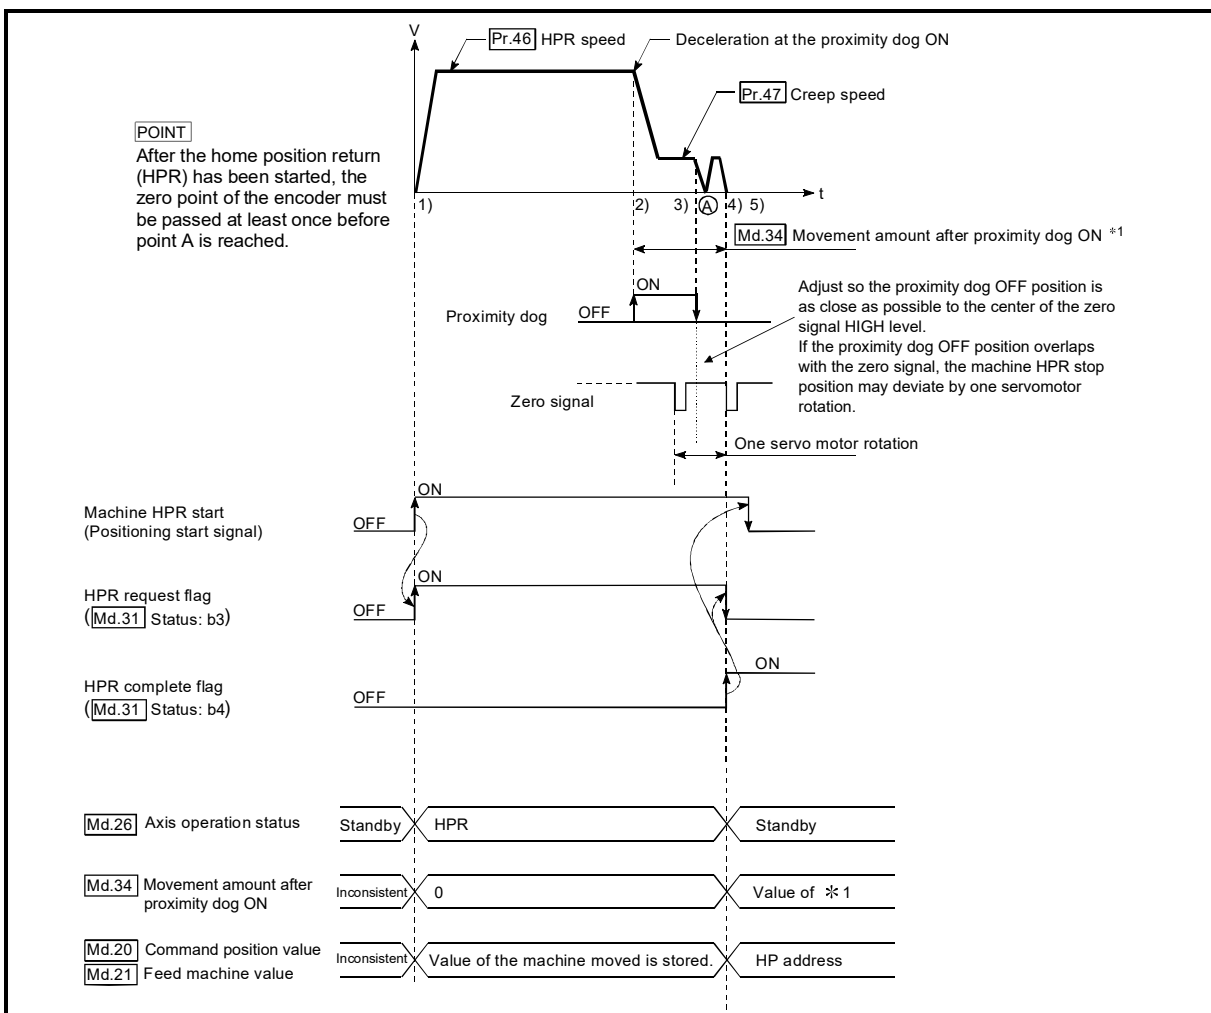 V
Pr.46 HPR speed
Deceleration at the proximity dog ON
Pr.47 Creep speed
POINT
After the home position return
(HPR) has been started, the
zero point of the encoder must
be passed at least once before
point A is reached.
t
1) 2) 3) A 4) 5)
Md.34 Movement amount after proximity dog ON *1
Adjust so the proximity dog OFF position is
as close as possible to the center of the zero
signal HIGH level.
If the proximity dog OFF position overlaps
with the zero signal, the machine HPR stop
position may deviate by one servomotor
rotation.
ON
Proximity dog OFF
Zero signal
One servo motor rotation
ON
Machine HPR start
(Positioning start signal)
OFF
ON
HPR request flag
(Md.31 Status: b3)
OFF
ON
HPR complete flag
(Md.31 Status: b4)
OFF
Md.26 Axis operation status Standby HPR Standby
Md.34 Movement amount after
proximity dog ON
Inconsistent 0 Value of *1
Md.20 Command position value
Md.21 Feed machine value
Inconsistent Value of the machine moved is stored. HP address